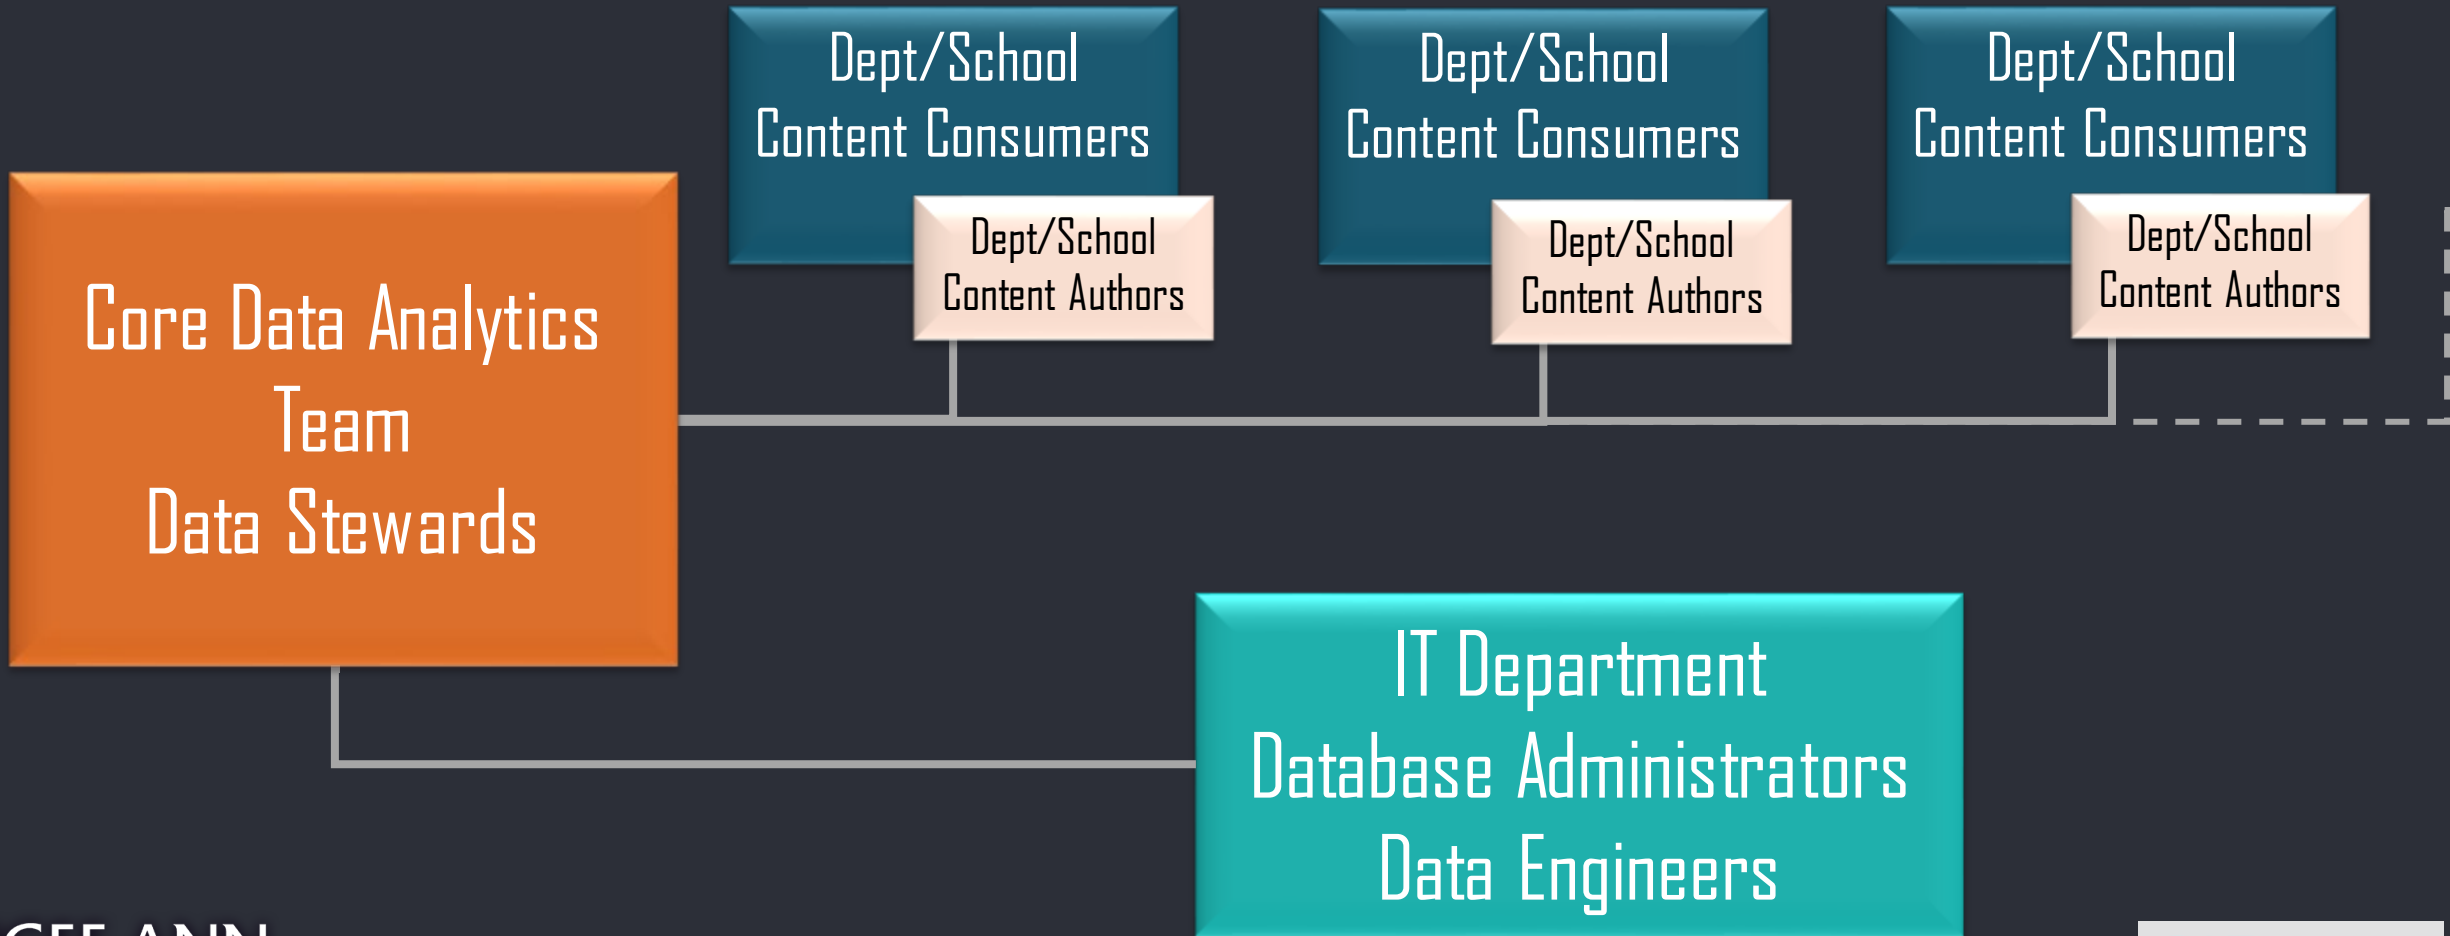 Dept/School
Content Consumers
Dept/School
Content Authors
Dept/School
Content Consumers
Dept/School
Content Authors
Dept/School
Content Consumers
Dept/School
Content Authors
Core Data Analytics
Team
Data Stewards
IT Department
Database Administrators
Data Engineers
ANN